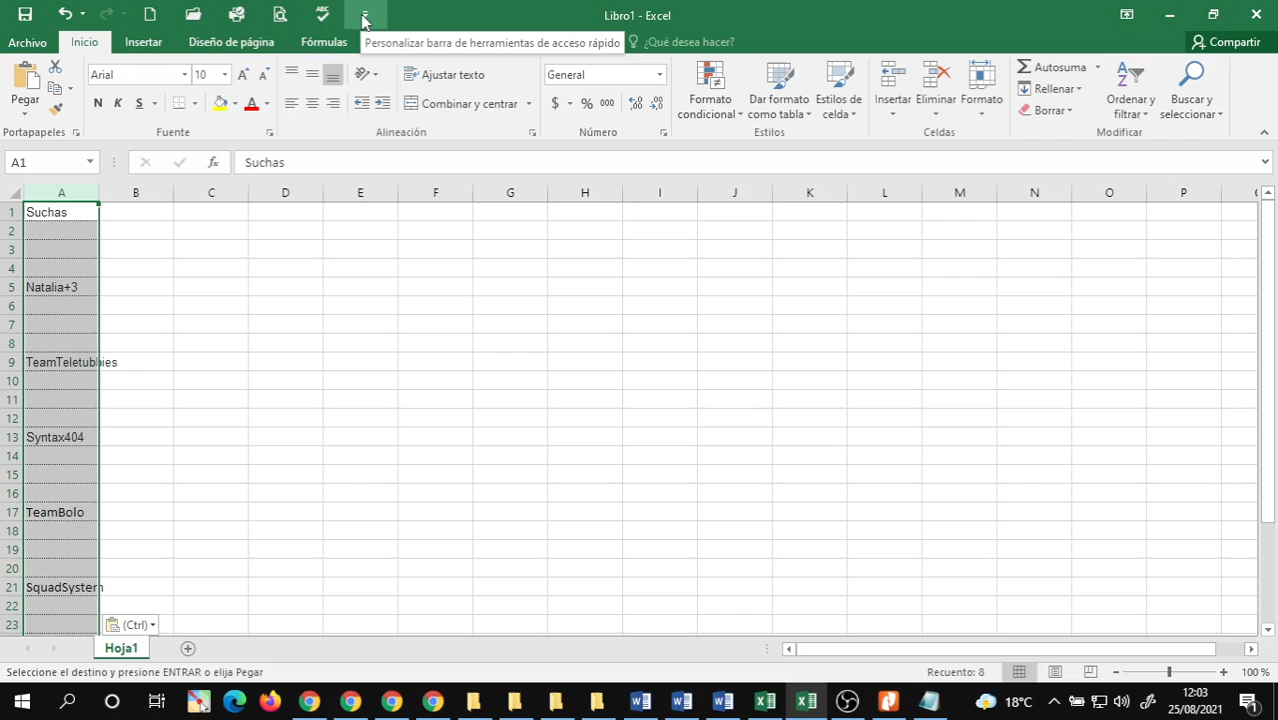 ABC
Libro1 - Excel
Archivo Inicio Insertar Diseño de página Fórmulas
Personalizar barra de herramientas de acceso rápido
¿Qué desea hacer?
Compartir
Pegar
Arial 10
N K S
Ajustar texto
Combinar y centrar
General
$ % 000
Formato condicional
Dar formato como tabla
Estilos de celda
Insertar Eliminar Formato
Autosuma
Rellenar
Borrar
Ordenar y filtrar
Buscar y seleccionar
Portapapeles Fuente Alineación Número Estilos Celdas Modificar
A1 fx Suchas
A B C D E F G H I J K L M N O P
1 Suchas
2
3
4
5 Natalia+3
6
7
8
9 TeamTeletubbies
10
11
12
13 Syntax404
14
15
16
17 TeamBolo
18
19
20
21 SquadSystem
22
23 (Ctrl)
Hoja1
Seleccione el destino y presione ENTRAR o elija Pegar Recuento: 8 100 %
18°C 12:03
25/08/2021